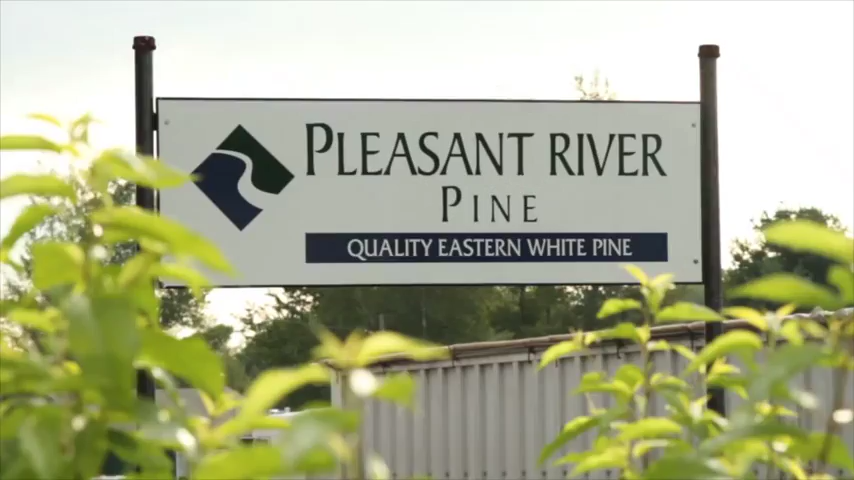 PLEASANT RIVER
PINE
QUALITY EASTERN WHITE PINE